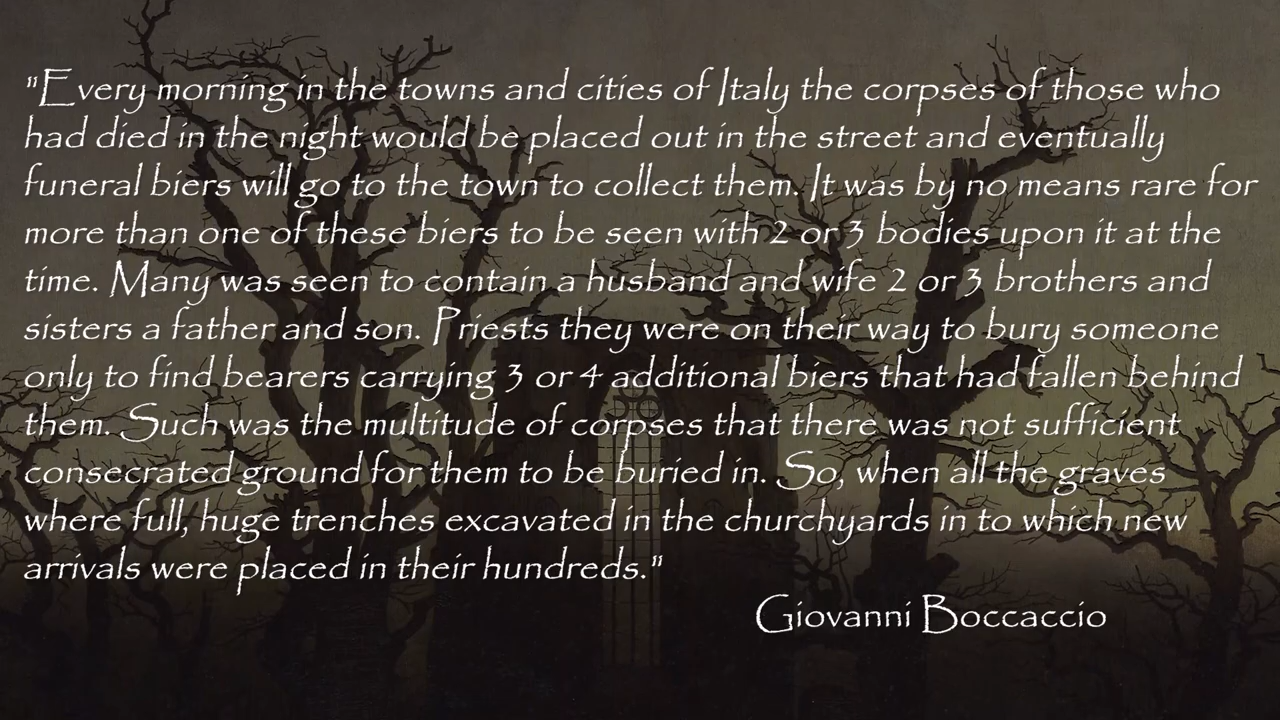 "Every morning in the towns and cities of Italy the corpses of those who
had died in the night would be placed out in the street and eventually
funeral biers will go to the town to collect them. It was by no means rare for
more than one of these biers to be seen with 2 or 3 bodies upon it at the
time. Many was seen to contain a husband and wife 2 or 3 brothers and
sisters a father and son. Priests they were on their way to bury someone
only to find bearers carrying 3 or 4 additional biers that had fallen behind
them. Such was the multitude of corpses that there was not sufficient
consecrated ground for them to be buried in. So, when all the graves
where full, huge trenches excavated in the churchyards in to which new
arrivals were placed in their hundreds."
Giovanni Boccaccio